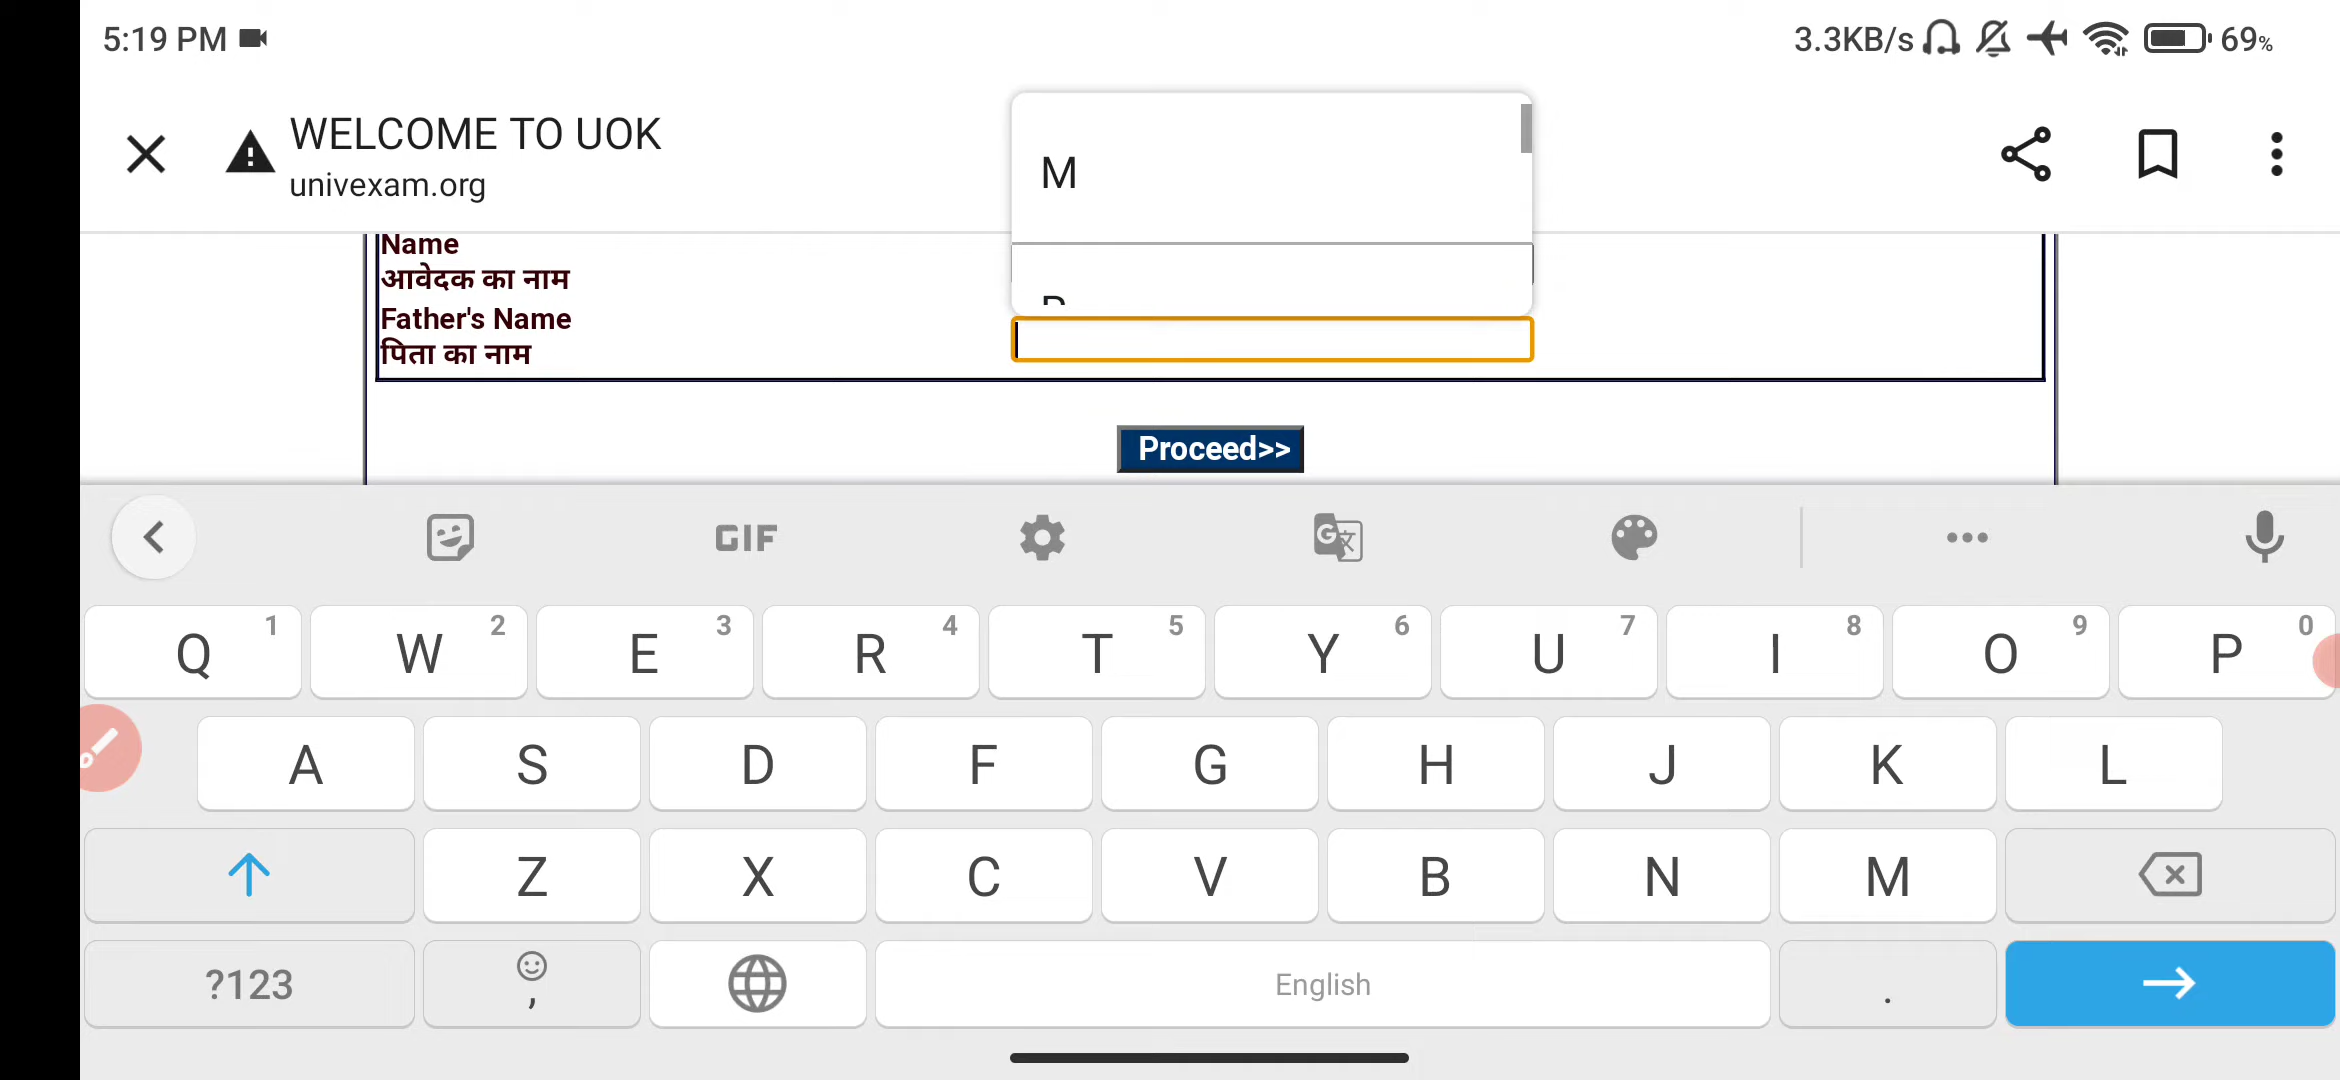 5:19 PM
3.3KB/s 69%
WELCOME TO UOK
univexam.org
M
Name
आवेदक का नाम
Father's Name
पिता का नाम
Proceed>>
GIF
Q 1 W 2 E 3 R 4 T 5 Y 6 U 7 I 8 O 9 P 0
A S D F G H J K L
Z X C V B N M
?123 , English .